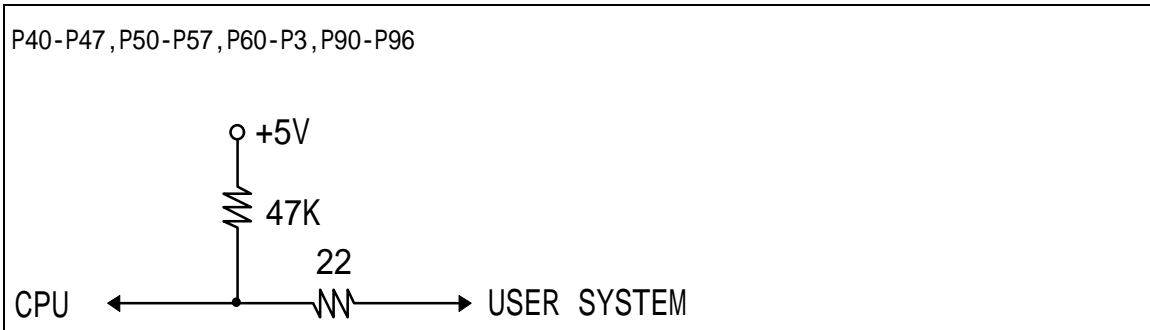 P40-P47,P50-P57,P60-P3,P90-P96
+5V
47K
22
CPU
USER SYSTEM